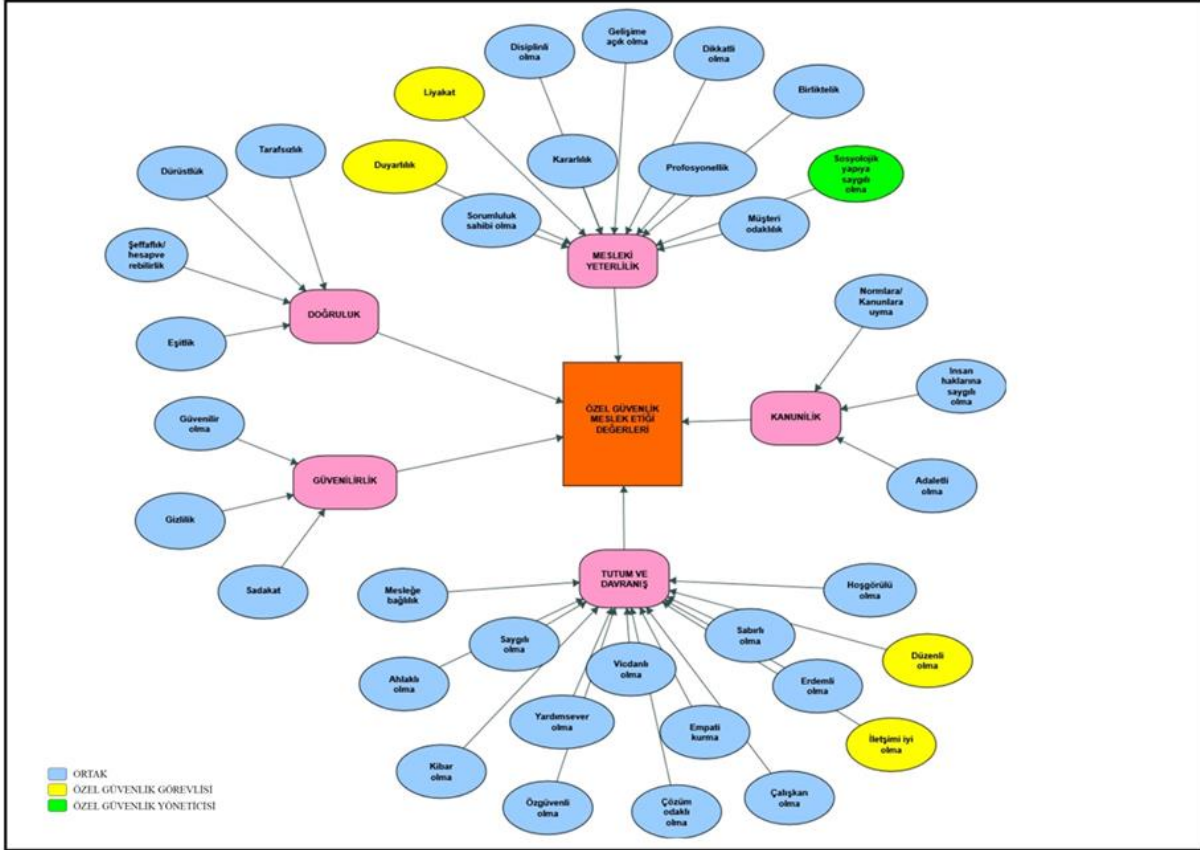 Gelişime
açık olma
Disiplinli
olma
Dikkatli
olma
Liyakat
Birliktelik
Tarafsızlık
Duyarlılık
Kararlılık
Profosyonellik
Sosyolojik
yapıya
saygılı
olma
Dürüstlük
Sorumluluk
sahibi olma
Müşteri
odaklılık
Şeffaflık/
hesapve
rebilirlik
MESLEKİ
YETERLİLİK
DOĞRULUK
Normlara/
Kanunlara
uyma
Eşitlik
İnsan
haklarına
saygılı
olma
ÖZEL GÜVENLİK
MESLEK ETİĞİ
DEĞERLERİ
KANUNİLİK
Güvenilir
olma
GÜVENİLİRLİK
Adaletli
olma
Gizlilik
Sadakat
TUTUM VE
DAVRANIŞ
Mesleğe
bağlılık
Hoşgörülü
olma
Saygılı
olma
Sabırlı
olma
Vicdanlı
olma
Düzenli
olma
Ahlaklı
olma
Erdemli
olma
Yardımsever
olma
Empati
kurma
İletşimi iyi
olma
Kibar
olma
Özgüvenli
olma
Çözüm
odaklı
olma
Çalışkan
olma
ORTAK
ÖZEL GÜVENLİK GÖREVLİSİ
ÖZEL GÜVENLİK YÖNETİCİSİ